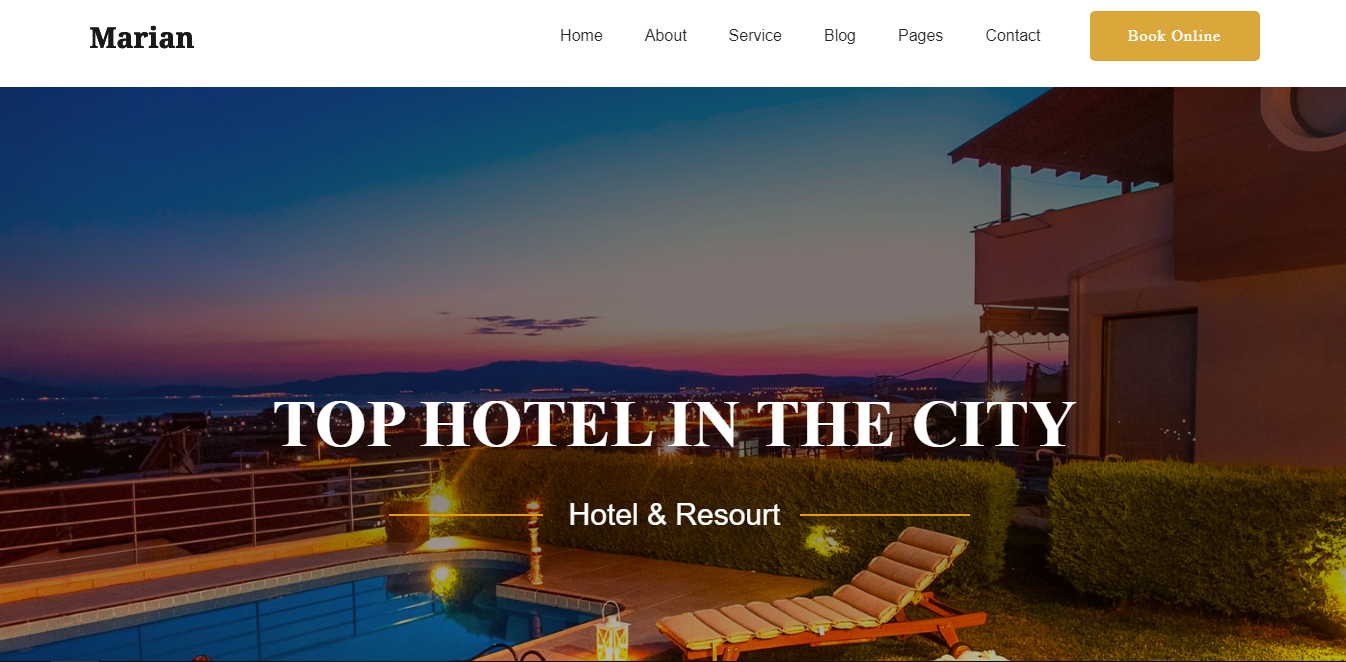 Marian
Home About Service Blog Pages Contact Book Online
TOP HOTEL IN THE CITY
Hotel & Resourt